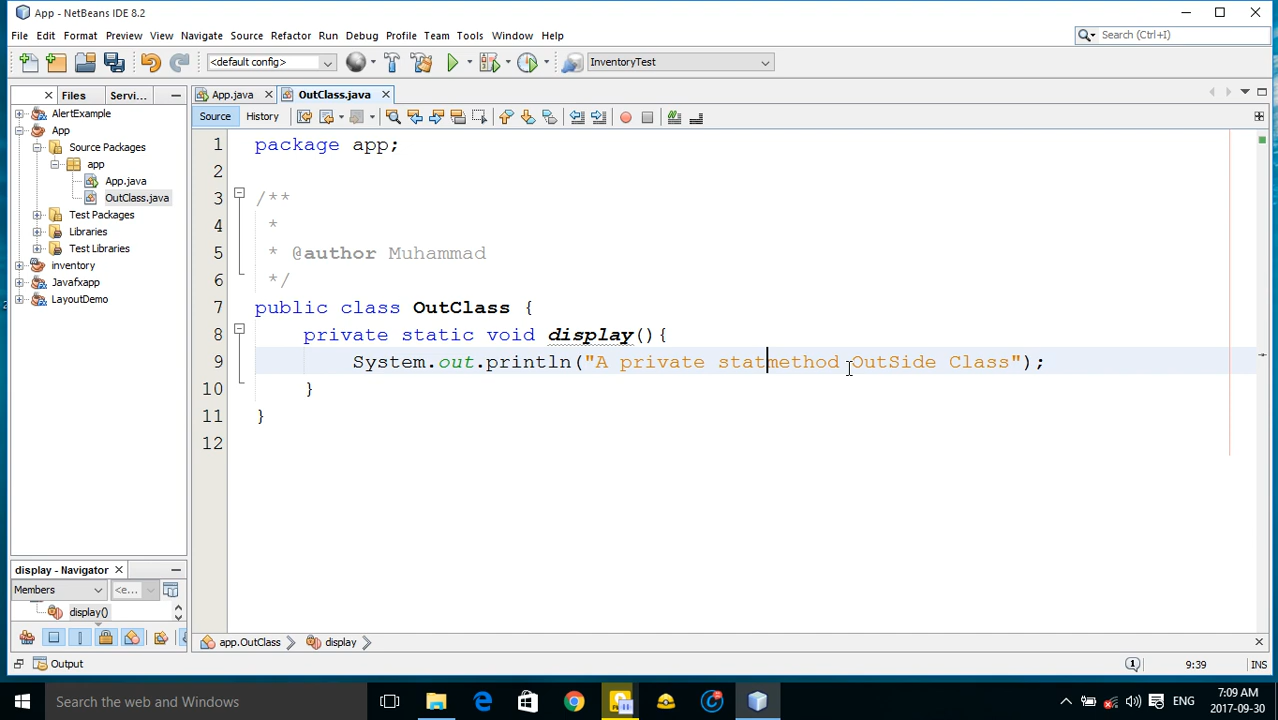 App - NetBeans IDE 8.2
File Edit Format Preview View Navigate Source Refactor Run Debug Profile Team Tools Window Help
Search (Ctrl+I)
<default config>
InventoryTest
Files Servi...
App.java OutClass.java
Source History
AlertExample
App
Source Packages
app
App.java
OutClass.java
Test Packages
Libraries
Test Libraries
inventory
Javafxapp
LayoutDemo
1 package app;
2
3 /**
4 *
5 * @author Muhammad
6 */
7 public class OutClass {
8 private static void display(){
9 System.out.println("A private statmethod OutSide Class");
10 }
11 }
12
display - Navigator
Members <e...
display()
app.OutClass display
Output
1 9:39 INS
Search the web and Windows
ENG
7:09 AM
2017-09-30